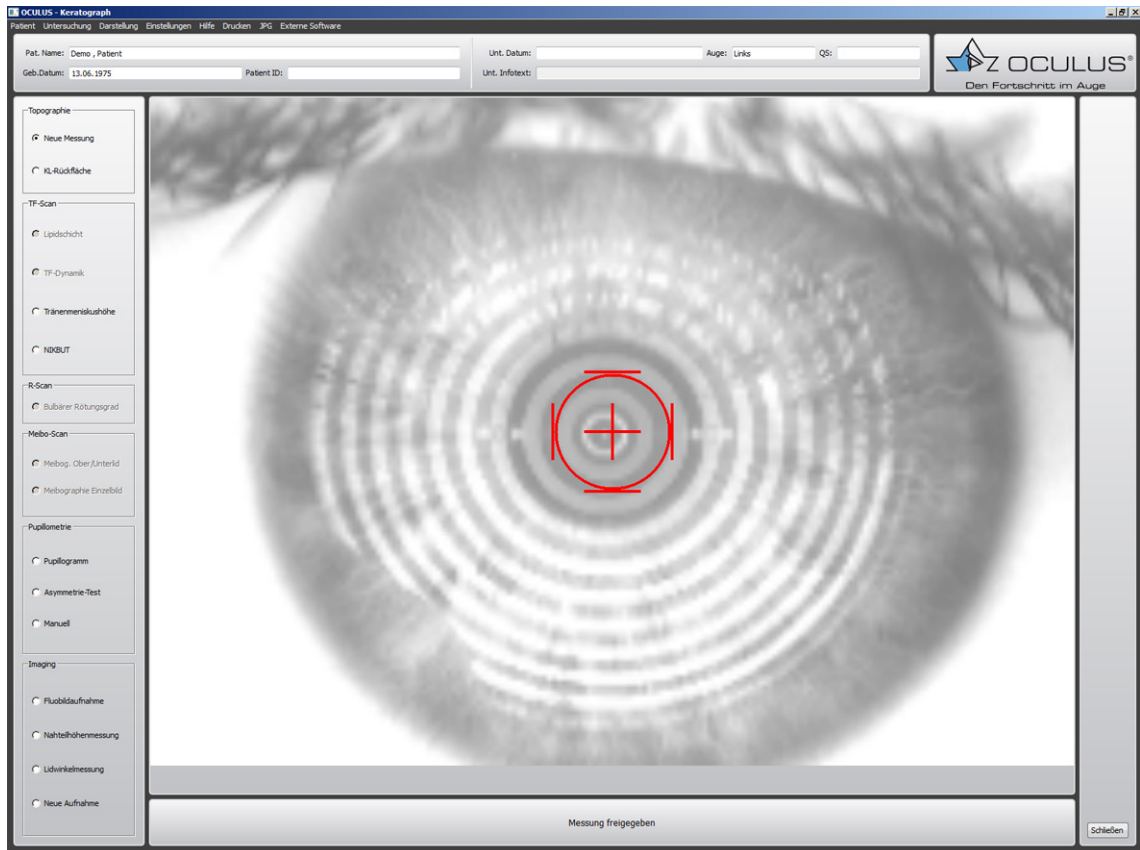 OCULUS - Keratograph
Patient Untersuchung Darstellung Einstellungen Hilfe Drucken JPG Externe Software
Pat. Name: Demo , Patient
Unt. Datum: Auge: Links QS:
Geb.Datum: 13.06.1975 Patient ID:
Unt. Infotext:
OCULUS®
Den Fortschritt im Auge
Topographie
Neue Messung
KL-Rückfläche
TF-Scan
Lipidschicht
TF-Dynamik
Tränenmeniskushöhe
NIKBUT
R-Scan
Bulbärer Rötungsgrad
Meibo-Scan
Meibog. Ober/Unterlid
Meibographie Einzelbild
Pupillometrie
Pupillogramm
Asymmetrie-Test
Manuell
Imaging
Fluobildaufnahme
Nahteilhöhenmessung
Lidwinkelmessung
Neue Aufnahme
Messung freigegeben
Schließen